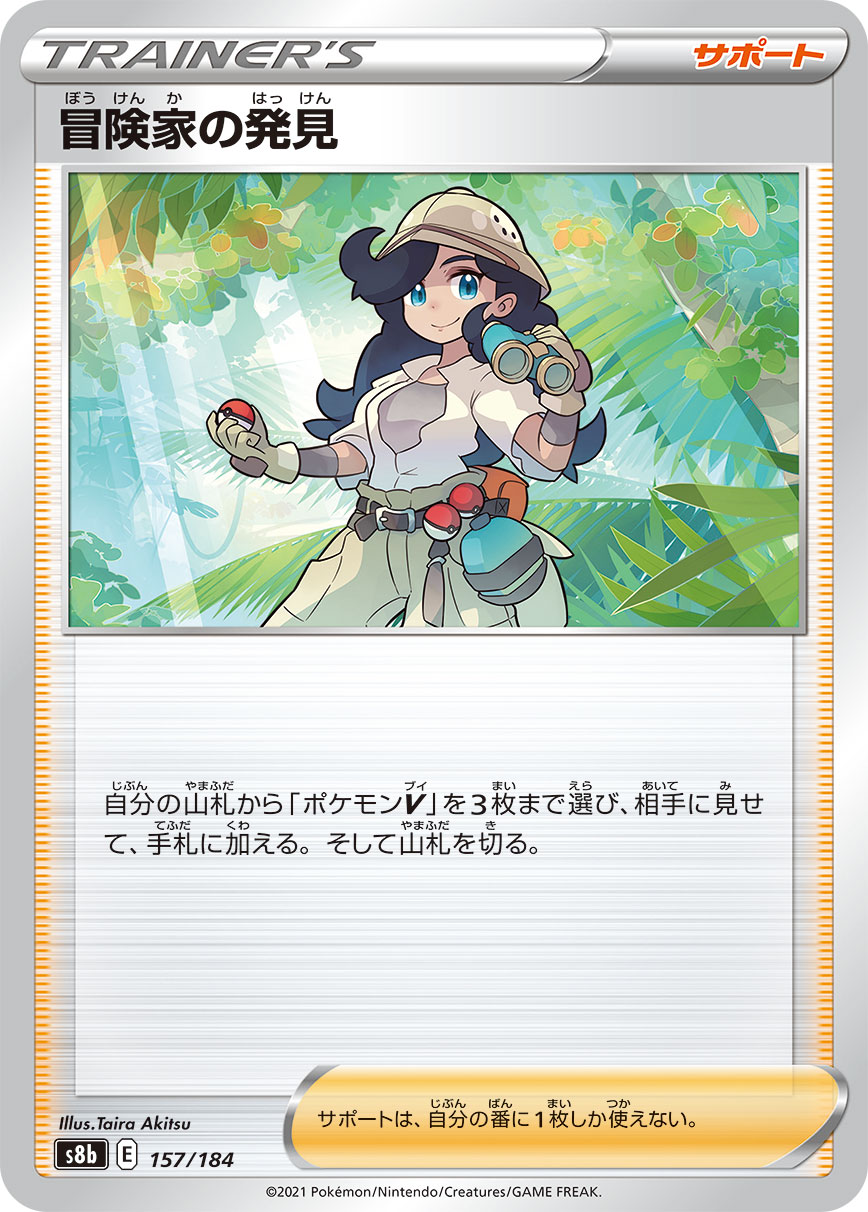 TRAINER'S
サポート
ぼう けん か はっ けん
冒険家の発見
じぶん やまふだ ブイ まい えら あいて み
自分の山札から「ポケモンV」を3枚まで選び、相手に見せ
てふだ くわ やまふだ き
て、手札に加える。そして山札を切る。
じぶん ばん まい つか
サポートは、自分の番に1枚しか使えない。
Illus.Taira Akitsu
s8b E 157/184
©2021 Pokémon/Nintendo/Creatures/GAME FREAK.